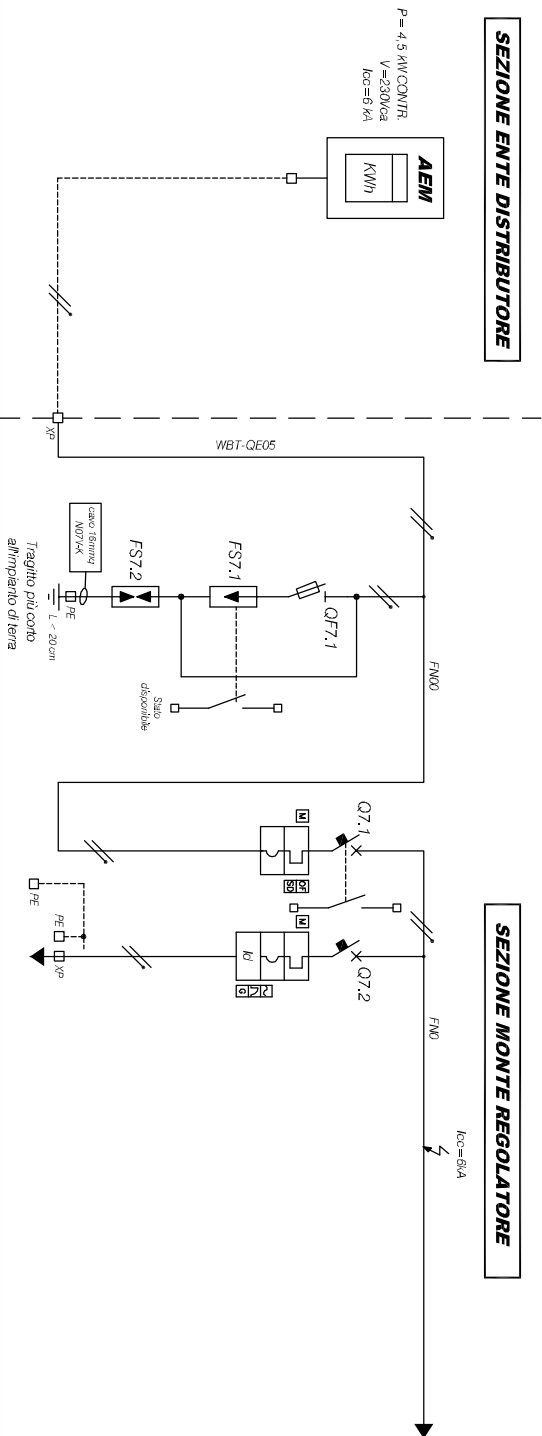 SEZIONE ENTE DISTRIBUTORE
P = 4,5 kW CONTR.
V=230Vca
Icc=6 kA
AEM
KWh
XP
WBT-QE05
FN00
QF7.1
FS7.1
FS7.2
Stato
disponibile
cavo 16mmq
N07V-K
PE
L < 20 cm
Tragitto più corto
all'impianto di terra
SEZIONE MONTE REGOLATORE
Q7.1
M
OF
SD
Q7.2
M
Id
G
PE
PE
XP
FN0
Icc=6kA